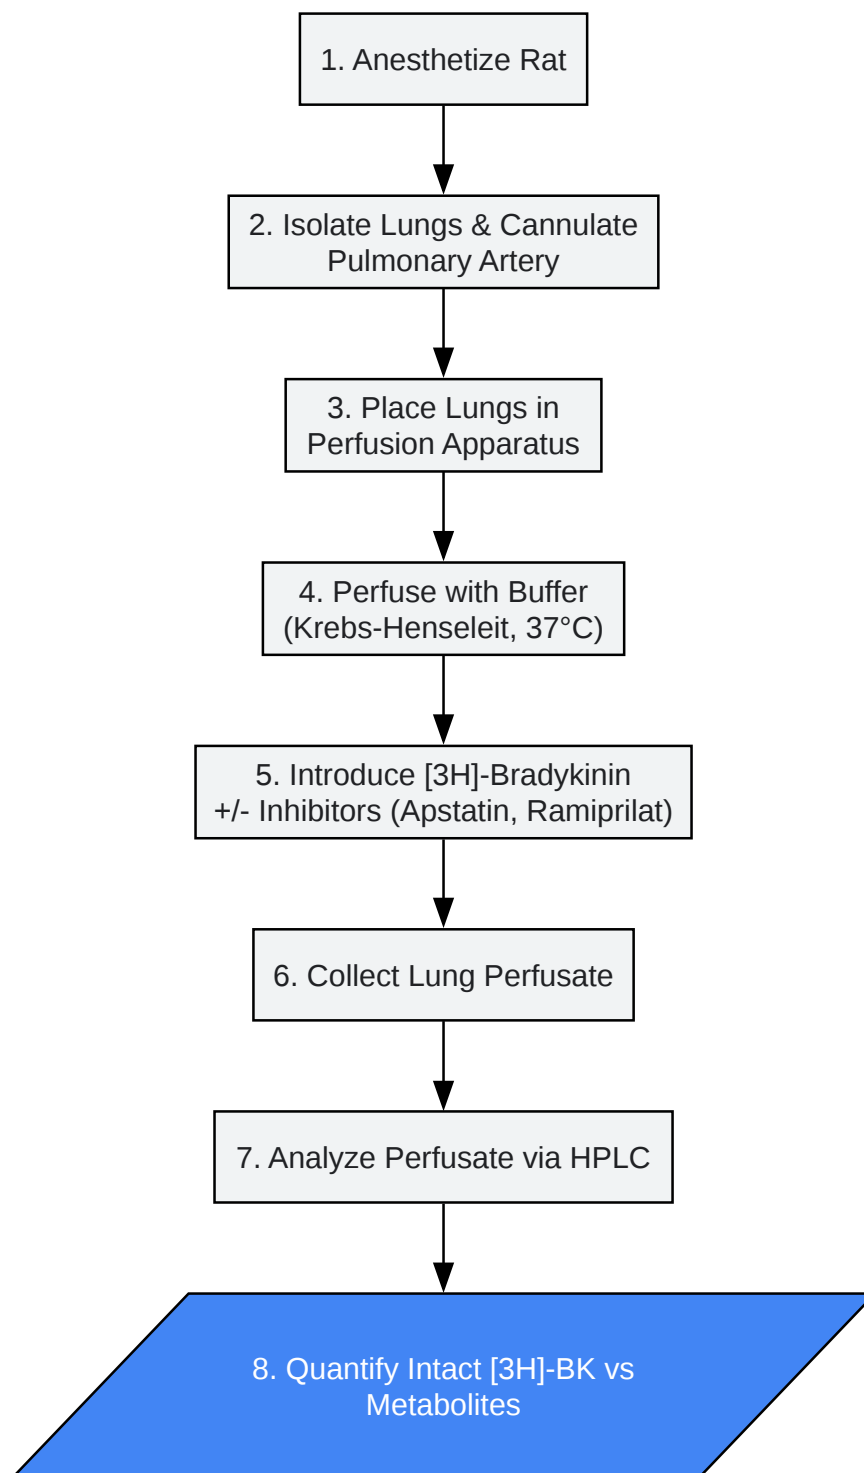 1. Anesthetize Rat
2. Isolate Lungs & Cannulate
Pulmonary Artery
3. Place Lungs in
Perfusion Apparatus
4. Perfuse with Buffer
(Krebs-Henseleit, 37°C)
5. Introduce [3H]-Bradykinin
+/- Inhibitors (Apstatin, Ramiprilat)
6. Collect Lung Perfusate
7. Analyze Perfusate via HPLC
8. Quantify Intact [3H]-BK vs
Metabolites